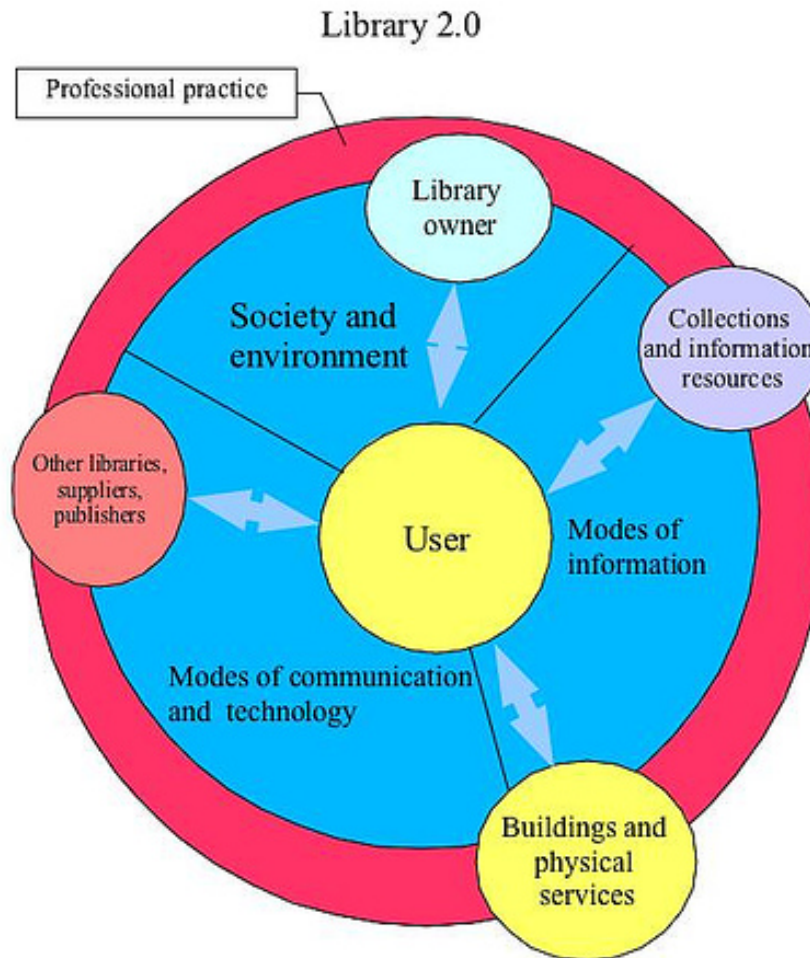 Library 2.0
Professional practice
Library
owner
Society and
environment
Collections
and information
resources
Other libraries,
suppliers,
publishers
User
Modes of
information
Modes of communication
and technology
Buildings and
physical
services